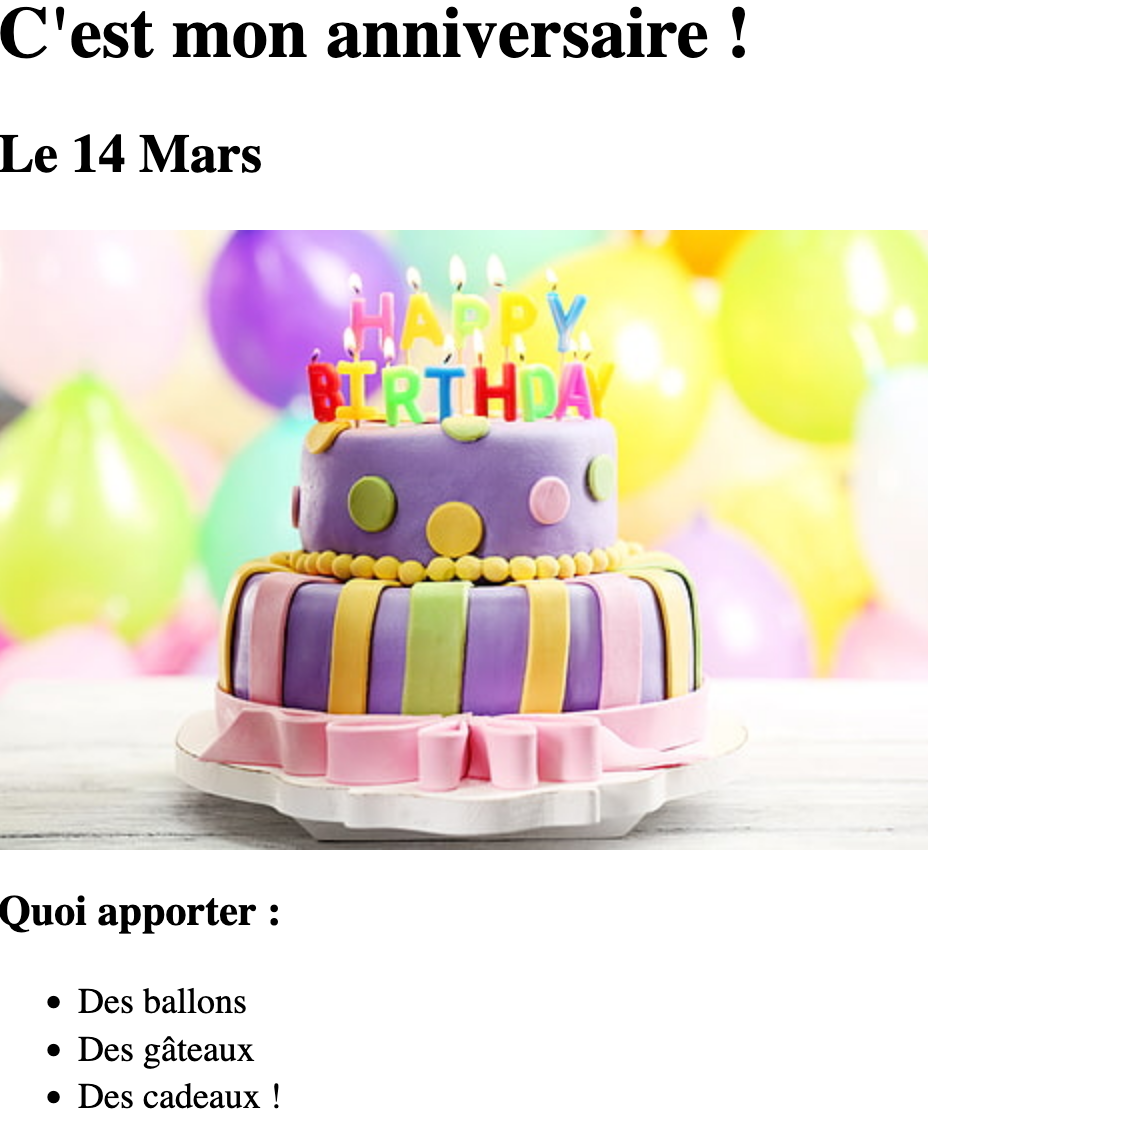 C'est mon anniversaire !
Le 14 Mars
HAPPY
BIRTHDAY
Quoi apporter :
• Des ballons
• Des gâteaux
• Des cadeaux !